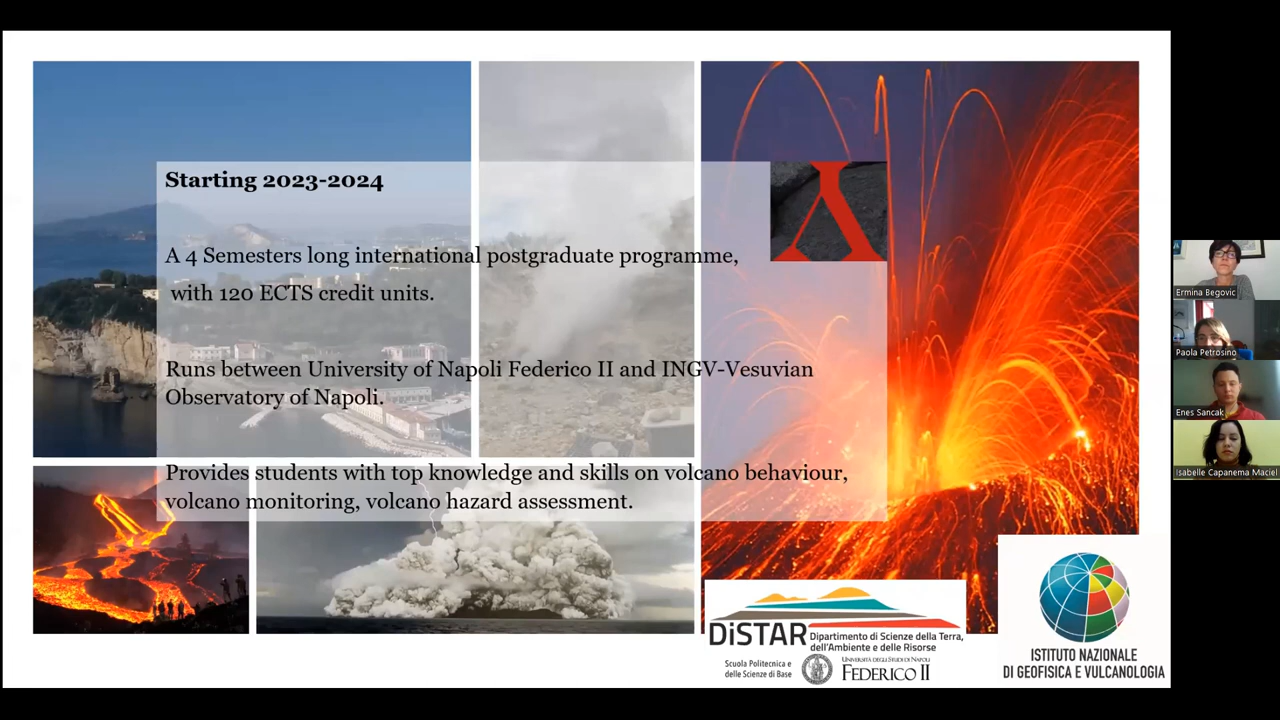 Starting 2023-2024
A 4 Semesters long international postgraduate programme,
with 120 ECTS credit units.
Runs between University of Napoli Federico II and INGV-Vesuvian
Observatory of Napoli.
Provides students with top knowledge and skills on volcano behaviour,
volcano monitoring, volcano hazard assessment.
DiSTAR
Dipartimento di Scienze della Terra,
dell'Ambiente e delle Risorse
Scuola Politecnica e
delle Scienze di Base
UNIVERSITÀ DEGLI STUDI DI NAPOLI
FEDERICO II
ISTITUTO NAZIONALE
DI GEOFISICA E VULCANOLOGIA
Ermina Begovic
Paola Petrosino
Enes Sancak
Isabelle Capanema Maciel